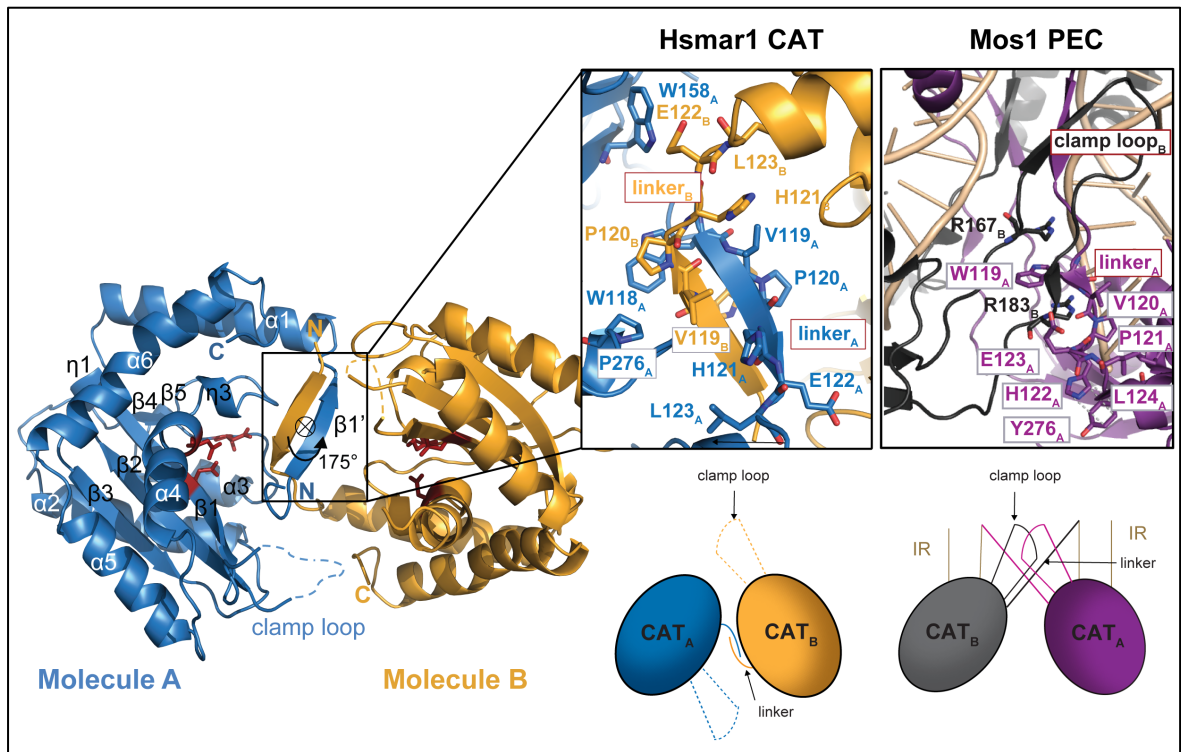 Hsmar1 CAT
Mos1 PEC
W158A
E122B
L123B
linkerB
H121B
P120B
V119A
W118A
P120A
V119B
linkerA
P276A
H121A
E122A
L123A
clamp loopB
R167B
W119A
linkerA
R183B
V120A
P121A
E123A
H122A
L124A
Y276A
α1
N
C
α6
η1
β5
η3
β4
β1'
175°
β2
α3
N
α4
β3
β1
α2
α5
C
clamp loop
Molecule A
Molecule B
clamp loop
CATA
CATB
linker
clamp loop
IR
IR
linker
CATB
CATA